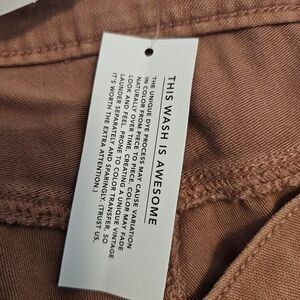 THIS WASH IS AWESOME
THE UNIQUE DYE PROCESS MAY CAUSE VARIATION
IN COLOR FROM PIECE TO PIECE. COLOR MAY FADE
NATURALLY OVER TIME, CREATING A UNIQUE VINTAGE
LOOK AND FEEL. PRONE TO COLOR TRANSFER, SO
LAUNDER SEPARATELY AND SPARINGLY. (TRUST US,
IT'S WORTH THE EXTRA ATTENTION.)